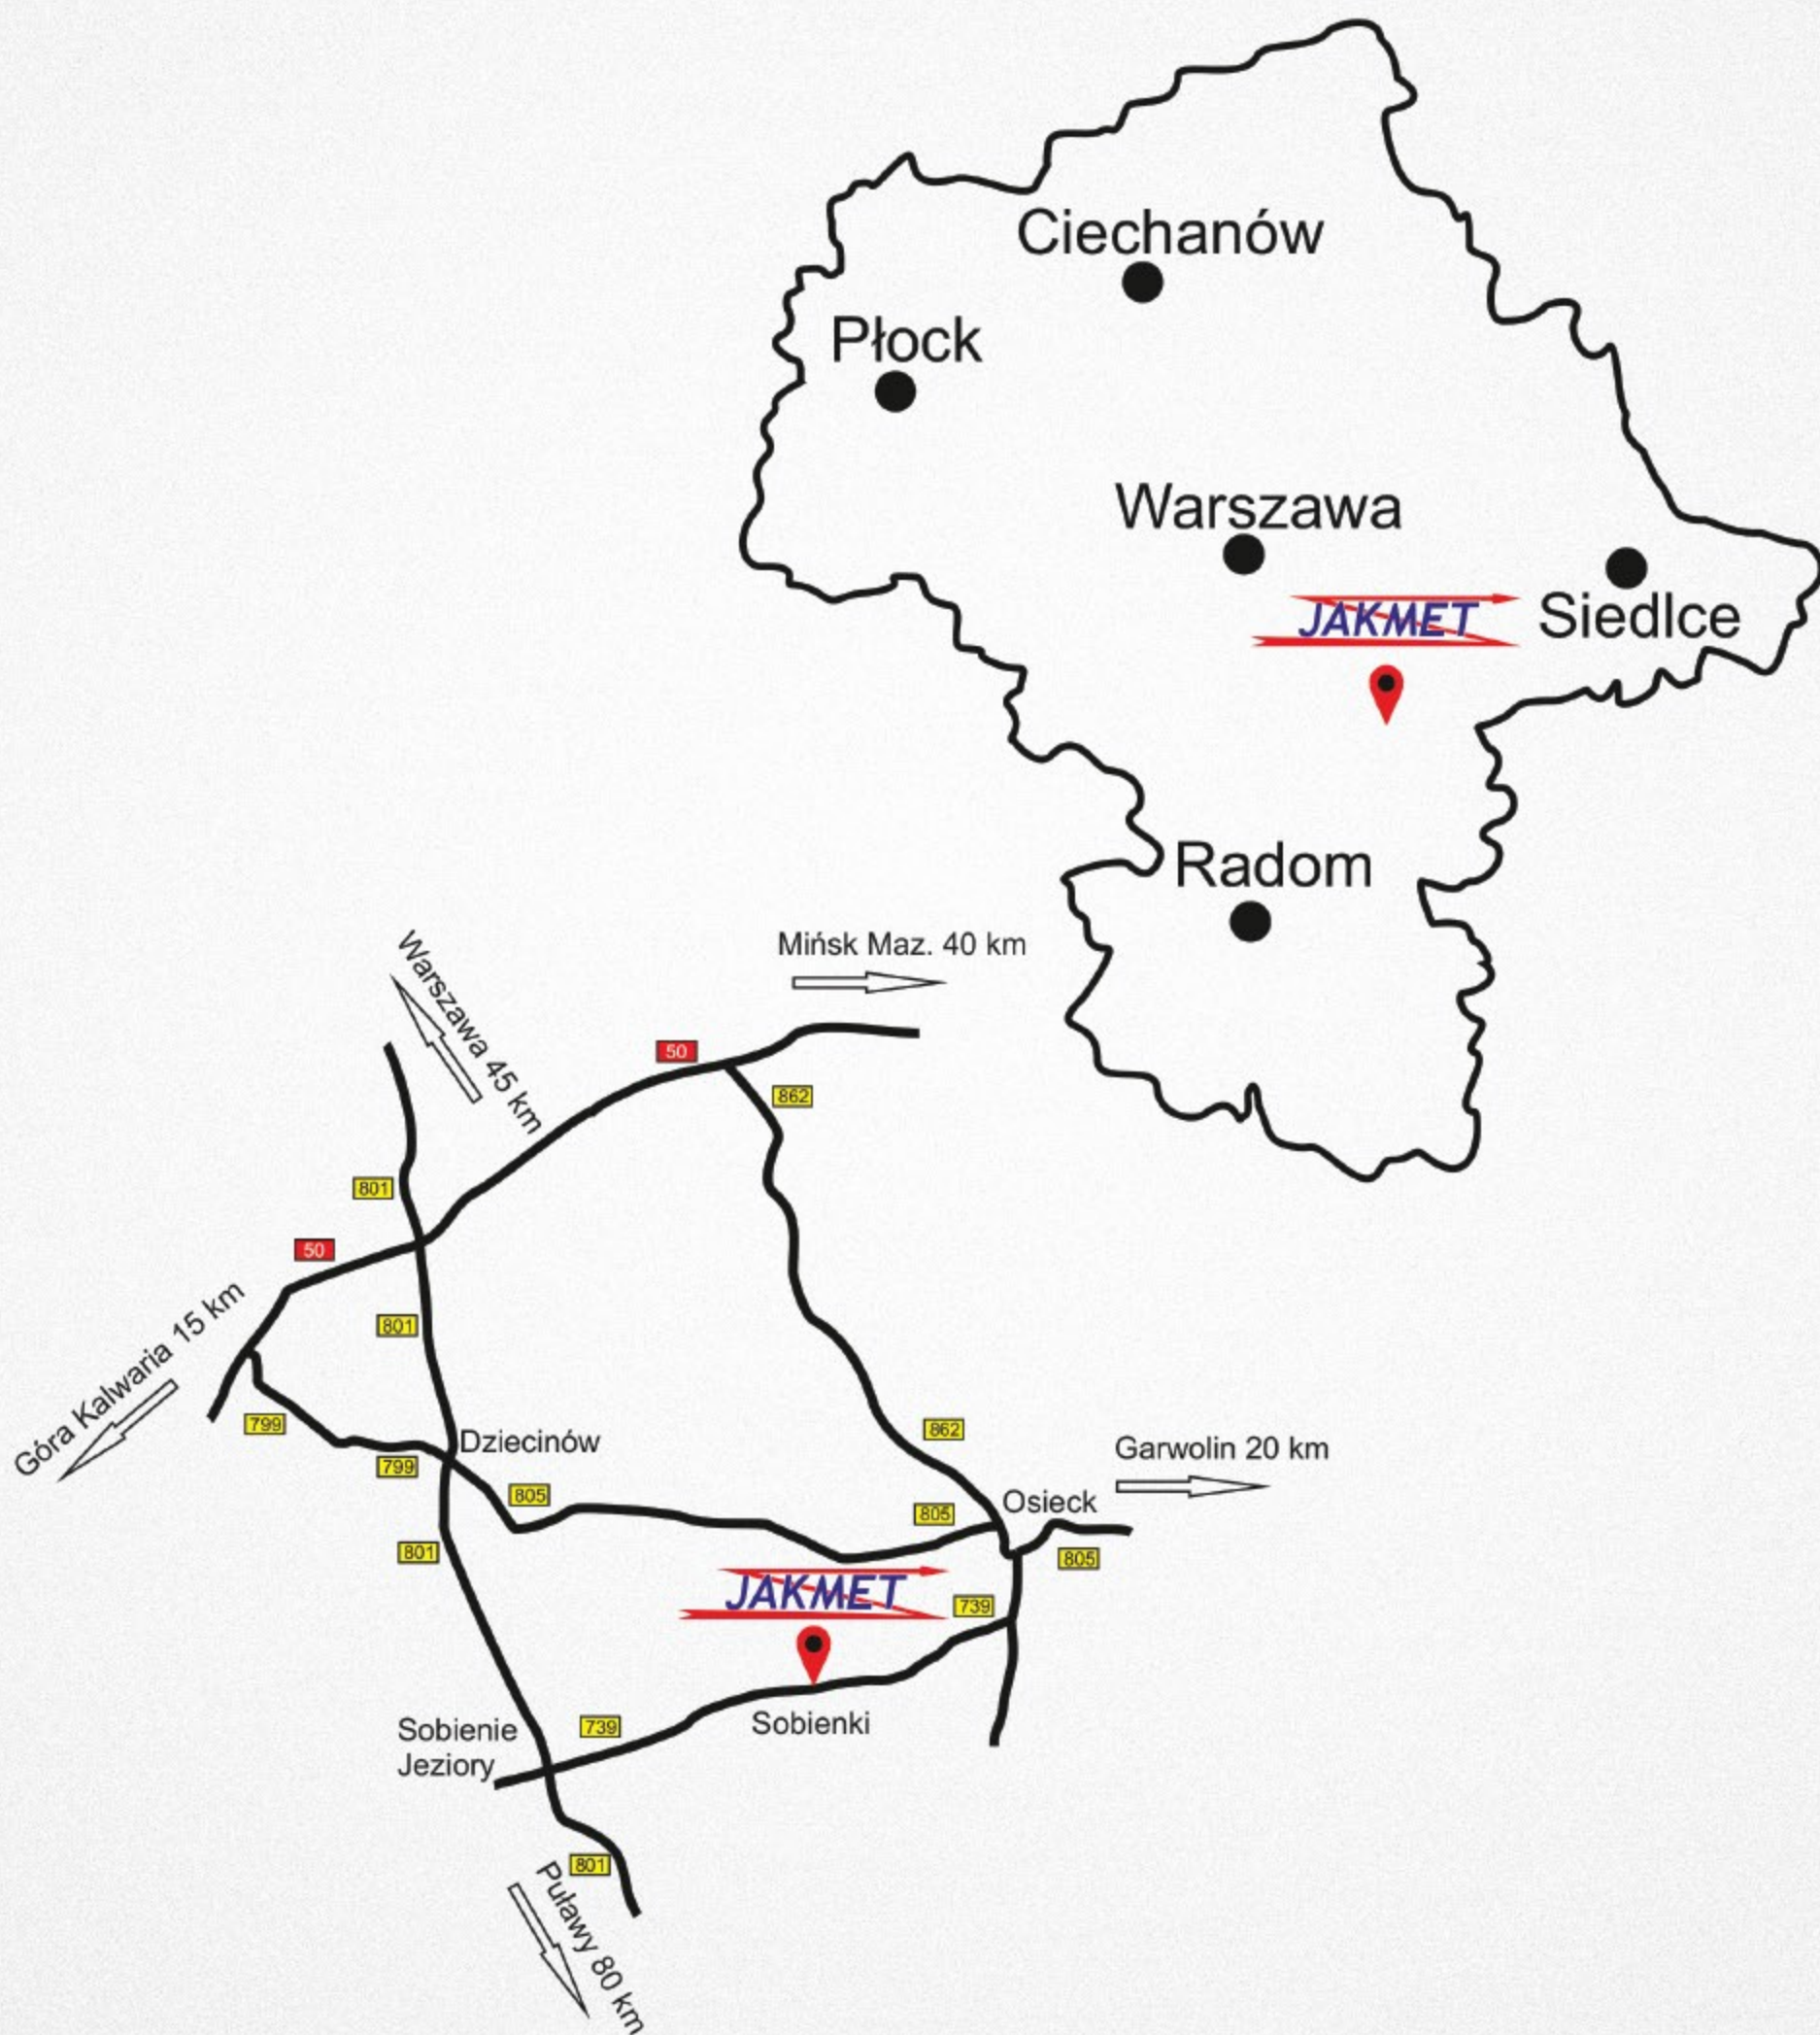 Ciechanów
Płock
Warszawa
JAKMET
Siedlce
Radom
Mińsk Maz. 40 km
Warszawa 45 km
50
862
801
50
801
Góra Kalwaria 15 km
799
Dziecinów
799
862
Garwolin 20 km
805
Osieck
805
801
805
JAKMET
739
Sobienki
Sobienie
Jeziory
739
801
Puławy 80 km